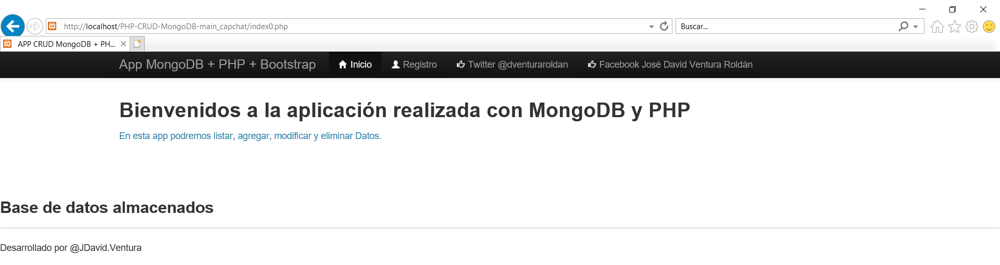 http://localhost/PHP-CRUD-MongoDB-main_capchat/index0.php
Buscar...
APP CRUD MongoDB + PH...
App MongoDB + PHP + Bootstrap
Inicio
Registro
Twitter @dventuraroldan
Facebook José David Ventura Roldán
Bienvenidos a la aplicación realizada con MongoDB y PHP
En esta app podremos listar, agregar, modificar y eliminar Datos.
Base de datos almacenados
Desarrollado por @JDavid.Ventura